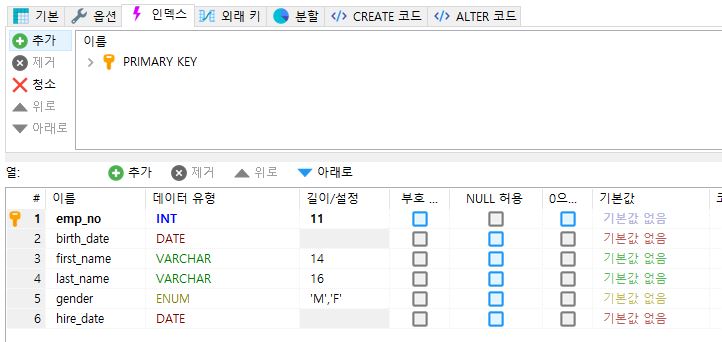 기본 옵션 인덱스 외래 키 분할 </> CREATE 코드 </> ALTER 코드
추가
제거
청소
위로
아래로
이름
PRIMARY KEY
열: 추가 제거 위로 아래로
# 이름 데이터 유형 길이/설정 부호 ... NULL 허용 0으... 기본값
1 emp_no INT 11 기본값 없음
2 birth_date DATE 기본값 없음
3 first_name VARCHAR 14 기본값 없음
4 last_name VARCHAR 16 기본값 없음
5 gender ENUM 'M','F' 기본값 없음
6 hire_date DATE 기본값 없음